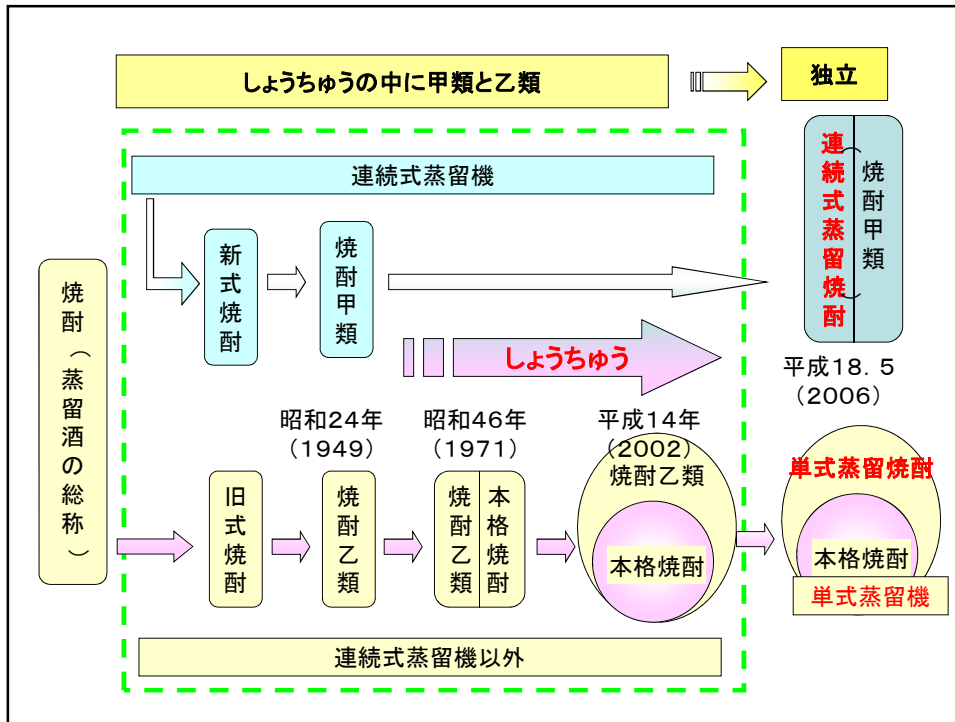 しょうちゅうの中に甲類と乙類
独立
連続式蒸留機
連続式蒸留焼酎
(焼酎甲類)
新式焼酎
焼酎甲類
焼酎(蒸留酒の総称)
しょうちゅう
平成18.5
(2006)
昭和24年
(1949)
昭和46年
(1971)
平成14年
(2002)
焼酎乙類
単式蒸留焼酎
旧式焼酎
焼酎乙類
焼酎乙類
本格焼酎
本格焼酎
本格焼酎
単式蒸留機
連続式蒸留機以外